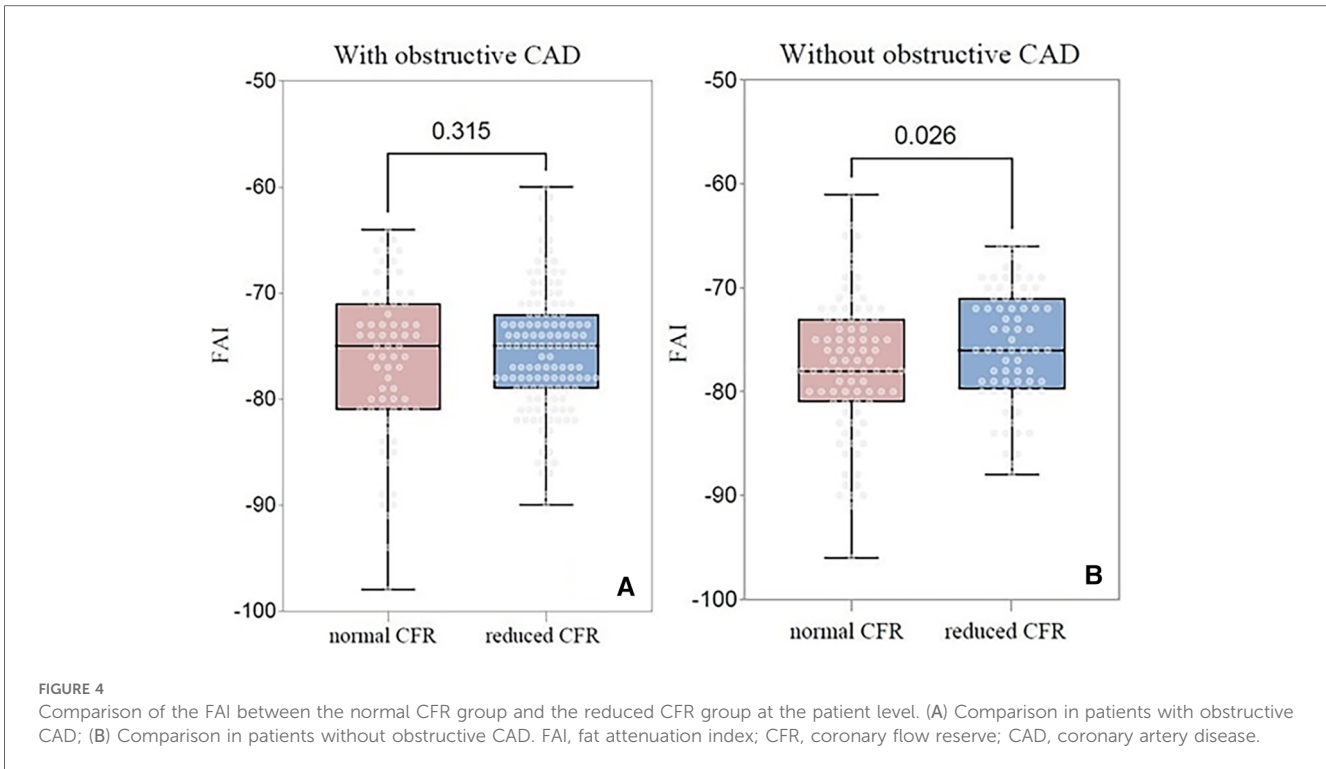 With obstructive CAD
-50
0.315
-60
-70
FAI
-80
-90
-100
A
normal CFR
reduced CFR
Without obstructive CAD
-50
0.026
-60
-70
FAI
-80
-90
-100
B
normal CFR
reduced CFR
FIGURE 4
Comparison of the FAI between the normal CFR group and the reduced CFR group at the patient level. (A) Comparison in patients with obstructive
CAD; (B) Comparison in patients without obstructive CAD. FAI, fat attenuation index; CFR, coronary flow reserve; CAD, coronary artery disease.